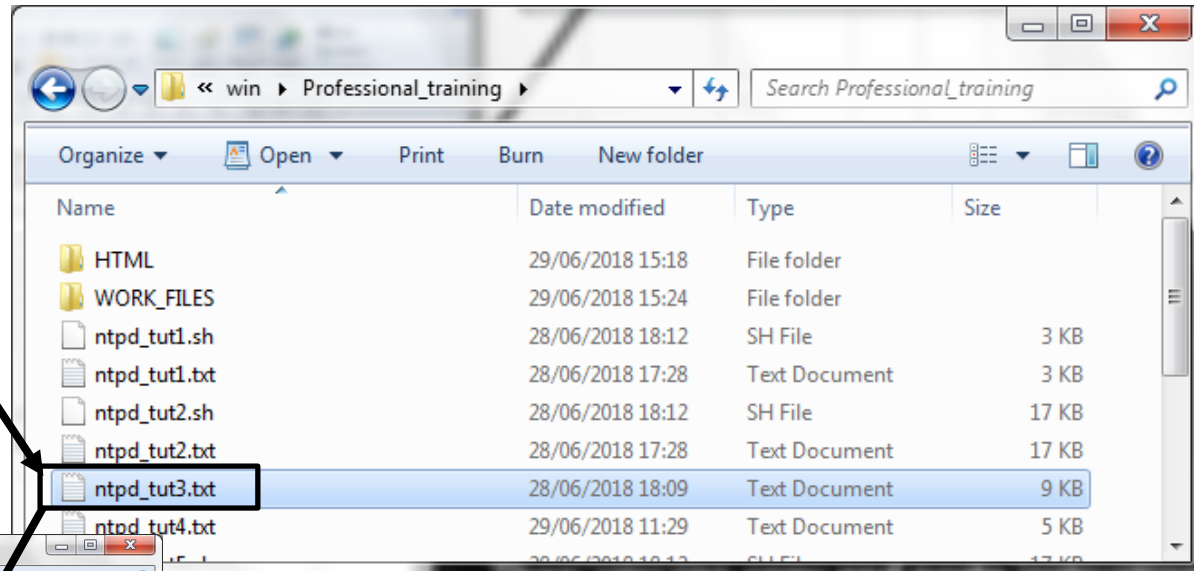 « win ▸ Professional_training ▸ Search Professional_training
Organize ▾ Open ▾ Print Burn New folder
Name Date modified Type Size
HTML 29/06/2018 15:18 File folder
WORK_FILES 29/06/2018 15:24 File folder
ntpd_tut1.sh 28/06/2018 18:12 SH File 3 KB
ntpd_tut1.txt 28/06/2018 17:28 Text Document 3 KB
ntpd_tut2.sh 28/06/2018 18:12 SH File 17 KB
ntpd_tut2.txt 28/06/2018 17:28 Text Document 17 KB
ntpd_tut3.txt 28/06/2018 18:09 Text Document 9 KB
ntpd_tut4.txt 29/06/2018 11:29 Text Document 5 KB